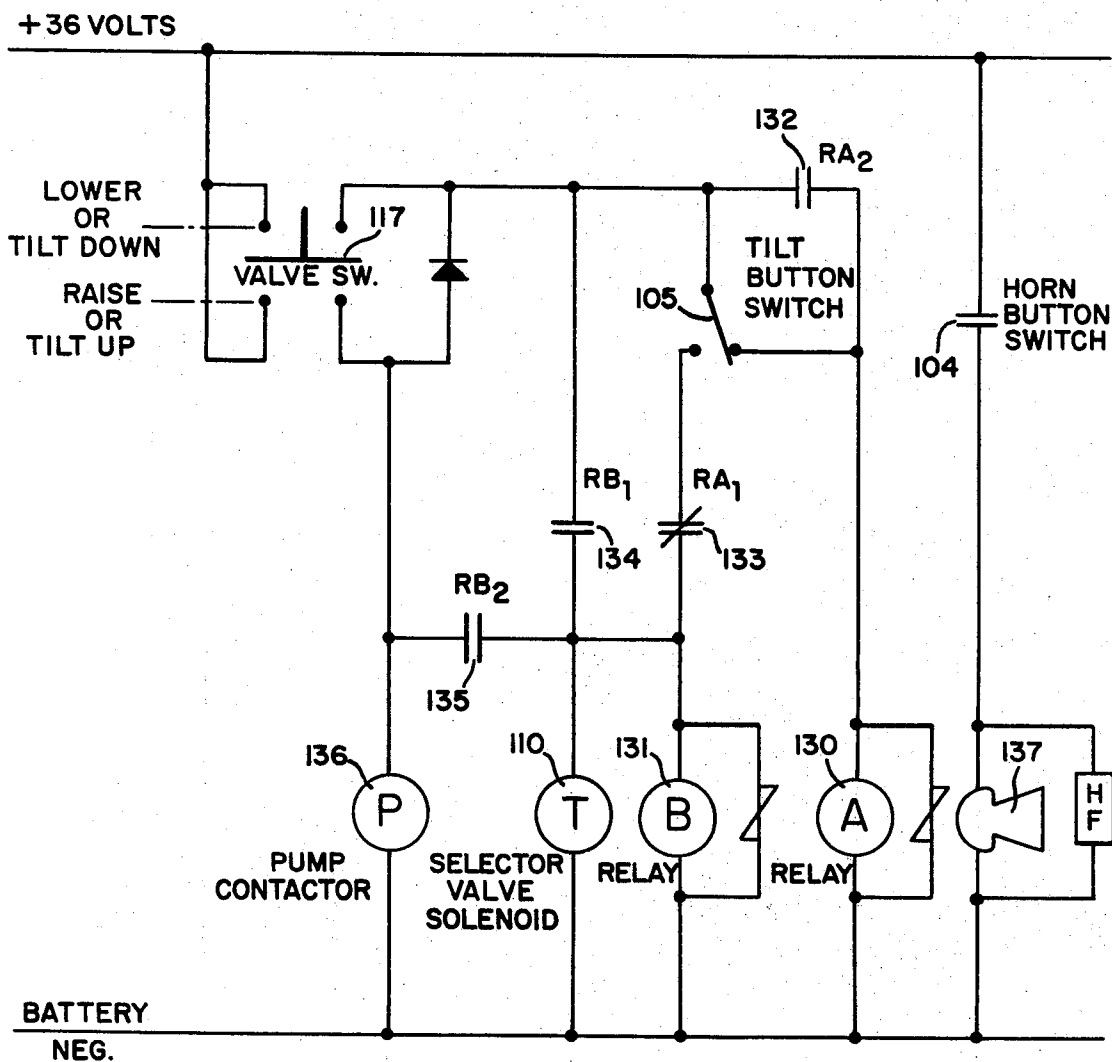 +36 VOLTS
132
RA2
LOWER
OR
TILT DOWN
117
VALVE SW.
RAISE
OR
TILT UP
TILT
BUTTON
SWITCH
105
HORN
BUTTON
SWITCH
104
RB1
134
RA1
133
RB2
135
136
P
PUMP
CONTACTOR
110
T
SELECTOR
VALVE
SOLENOID
131
B
RELAY
130
A
RELAY
137
HF
BATTERY
NEG.